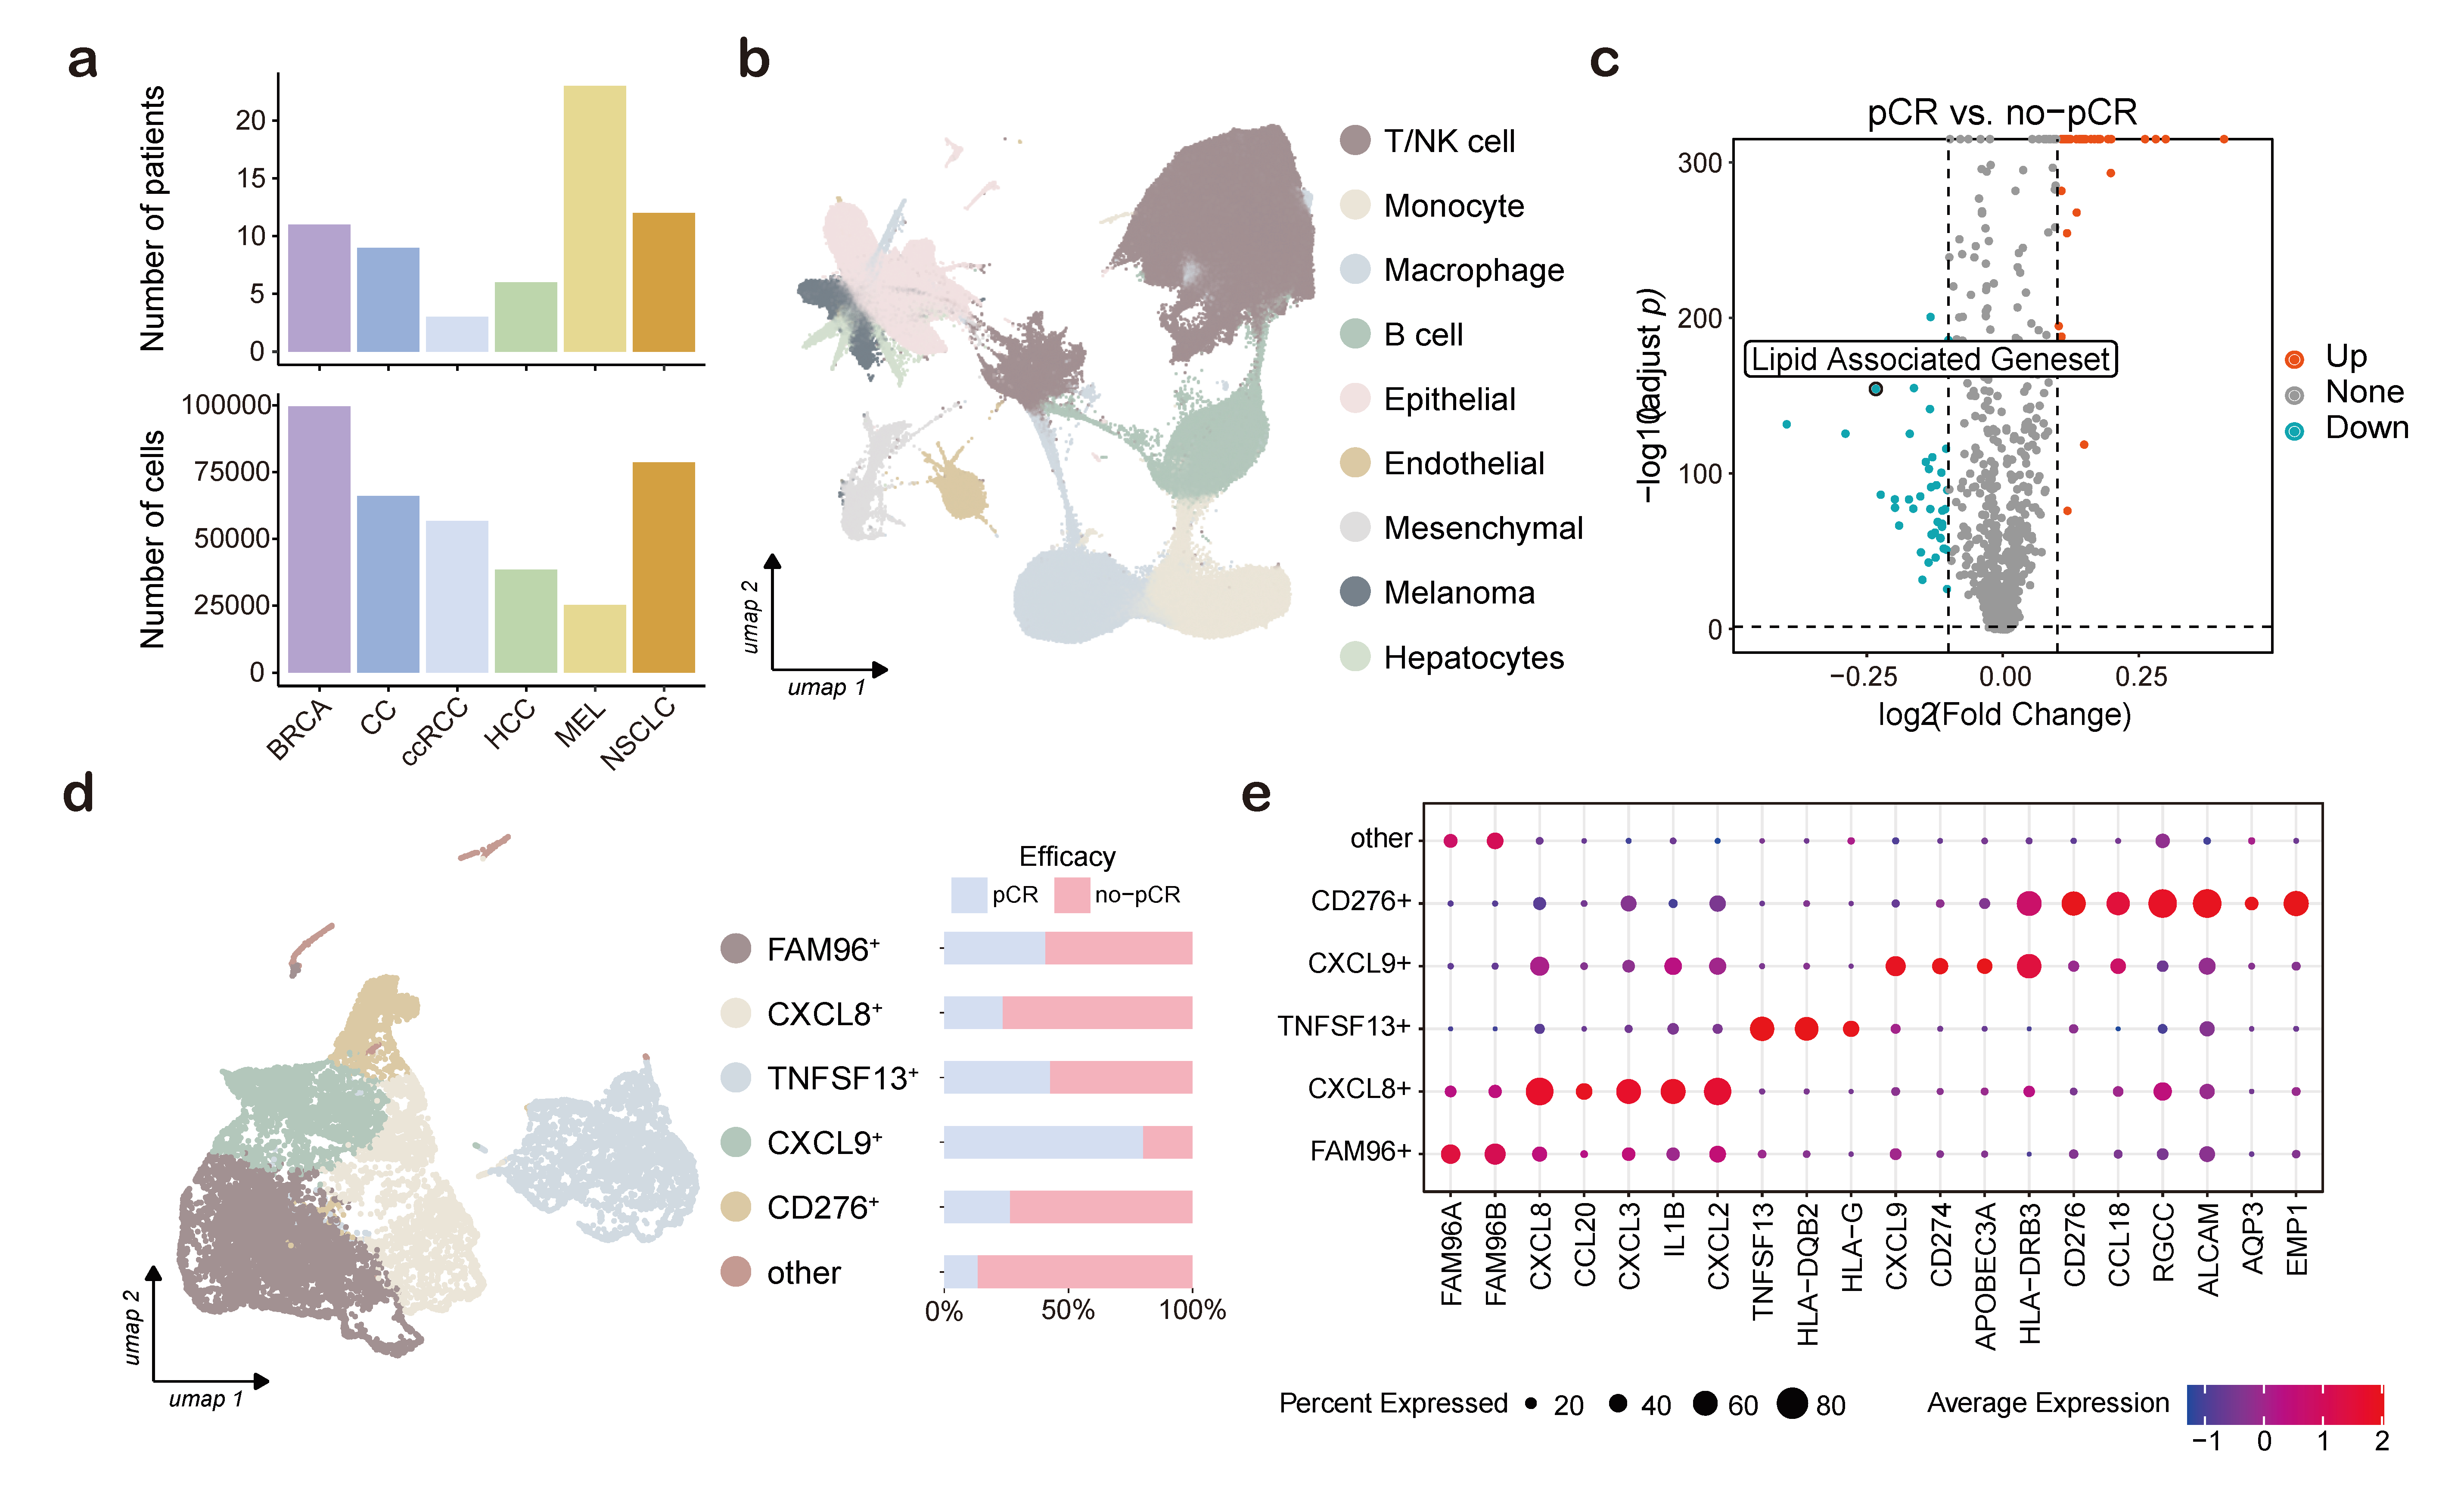 a
Number of patients
20
15
10
5
0
Number of cells
100000
75000
50000
25000
0
BRCA
CC
ccRCC
HCC
MEL
NSCLC
b
umap 2
umap 1
T/NK cell
Monocyte
Macrophage
B cell
Epithelial
Endothelial
Mesenchymal
Melanoma
Hepatocytes
c
pCR vs. no−pCR
−log10(adjust p)
300
200
100
0
Lipid Associated Geneset
−0.25
0.00
0.25
log2(Fold Change)
Up
None
Down
d
umap 2
umap 1
FAM96+
CXCL8+
TNFSF13+
CXCL9+
CD276+
other
Efficacy
pCR
no−pCR
0%
50%
100%
e
other
CD276+
CXCL9+
TNFSF13+
CXCL8+
FAM96+
FAM96A
FAM96B
CXCL8
CCL20
CXCL3
IL1B
CXCL2
TNFSF13
HLA−DQB2
HLA−G
CXCL9
CD274
APOBEC3A
HLA−DRB3
CD276
CCL18
RGCC
ALCAM
AQP3
EMP1
Percent Expressed
20
40
60
80
Average Expression
−1
0
1
2